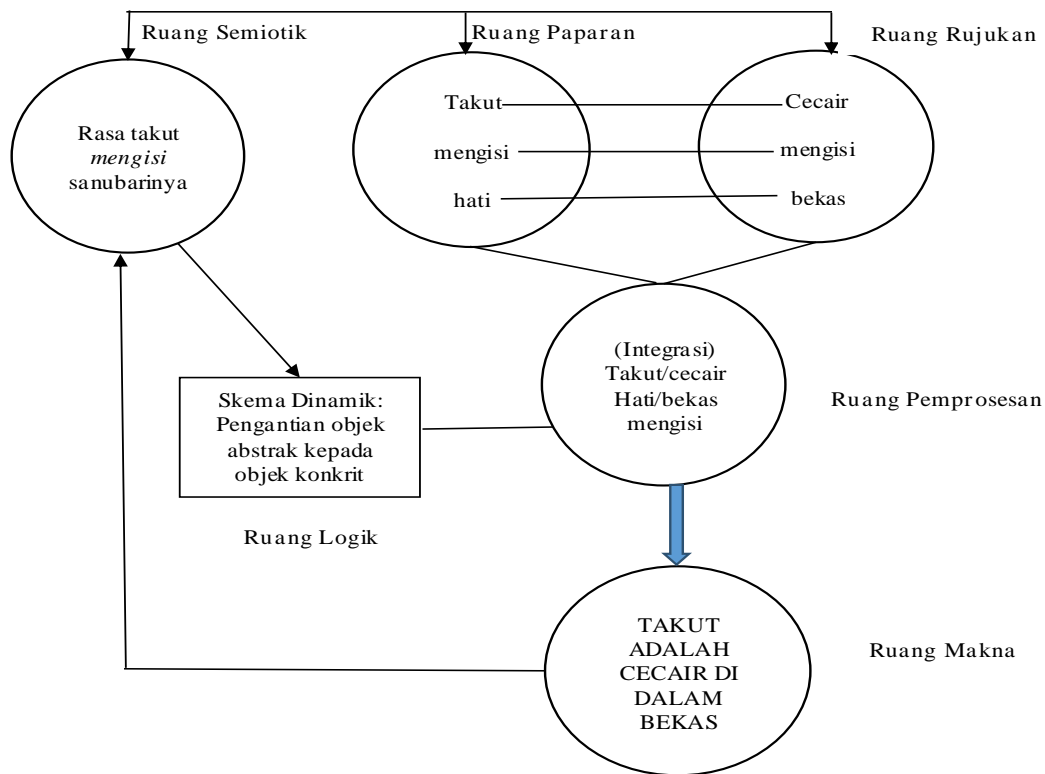 Ruang Semiotik
Ruang Paparan
Ruang Rujukan
Rasa takut
mengisi
sanubarinya
Takut
Cecair
mengisi
mengisi
hati
bekas
(Integrasi)
Takut/cecair
Hati/bekas
mengisi
Ruang Pemprosesan
Skema Dinamik:
Pengantian objek
abstrak kepada
objek konkrit
Ruang Logik
TAKUT
ADALAH
CECAIR DI
DALAM
BEKAS
Ruang Makna